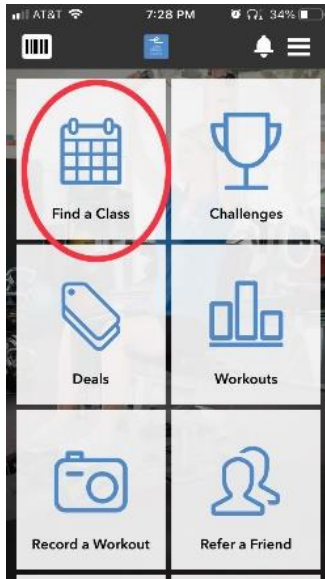 AT&T 7:28 PM 34%
Find a Class Challenges
Deals Workouts
Record a Workout Refer a Friend